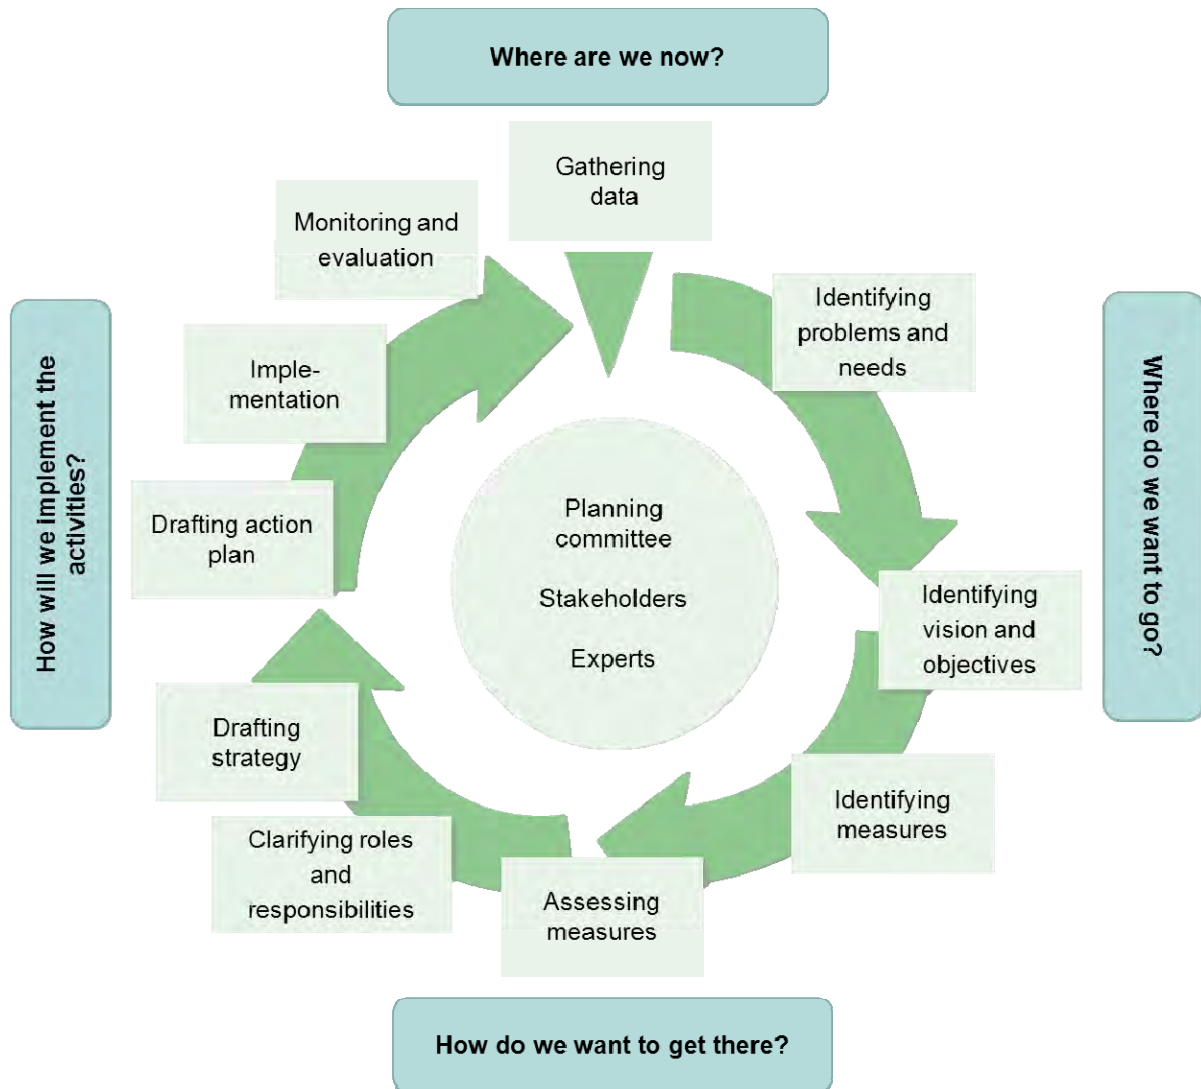 Where are we now?
Gathering
data
Identifying
problems and
needs
Where do we want to go?
Identifying
vision and
objectives
Identifying
measures
Assessing
measures
How do we want to get there?
Clarifying roles
and
responsibilities
Drafting
strategy
How will we implement the
activities?
Drafting action
plan
Imple-
mentation
Monitoring and
evaluation
Planning
committee
Stakeholders
Experts